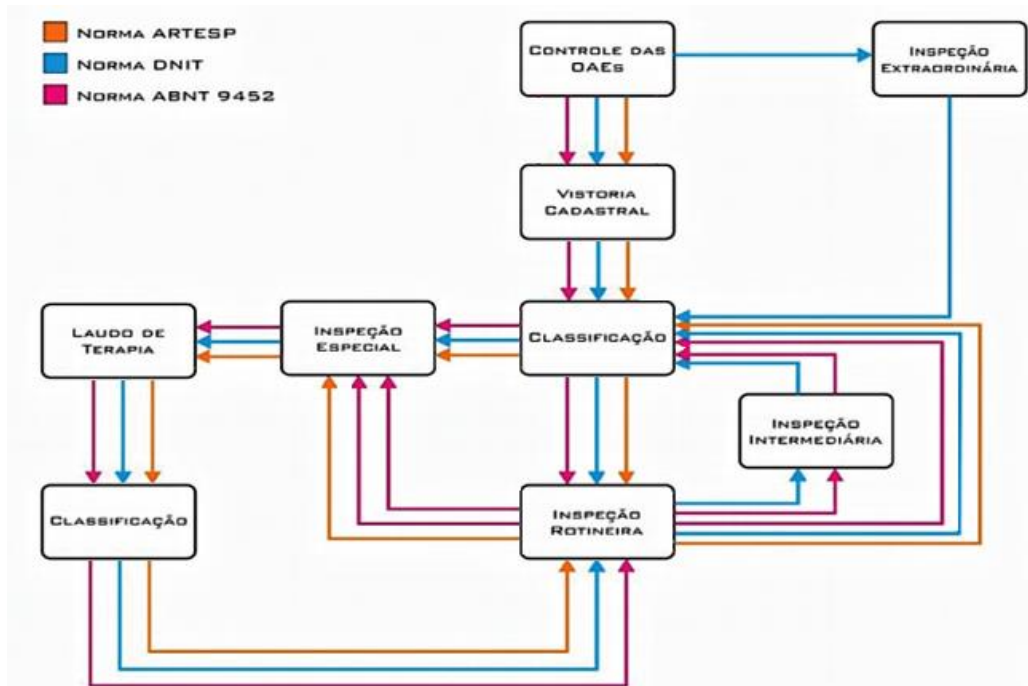 NORMA ARTESP
NORMA DNIT
NORMA ABNT 9452
CONTROLE DAS
OAES
INSPEÇÃO
EXTRAORDINÁRIA
VISTORIA
CADASTRAL
LAUDO DE
TERAPIA
INSPEÇÃO
ESPECIAL
CLASSIFICAÇÃO
INSPEÇÃO
INTERMEDIÁRIA
CLASSIFICAÇÃO
INSPEÇÃO
ROTINEIRA